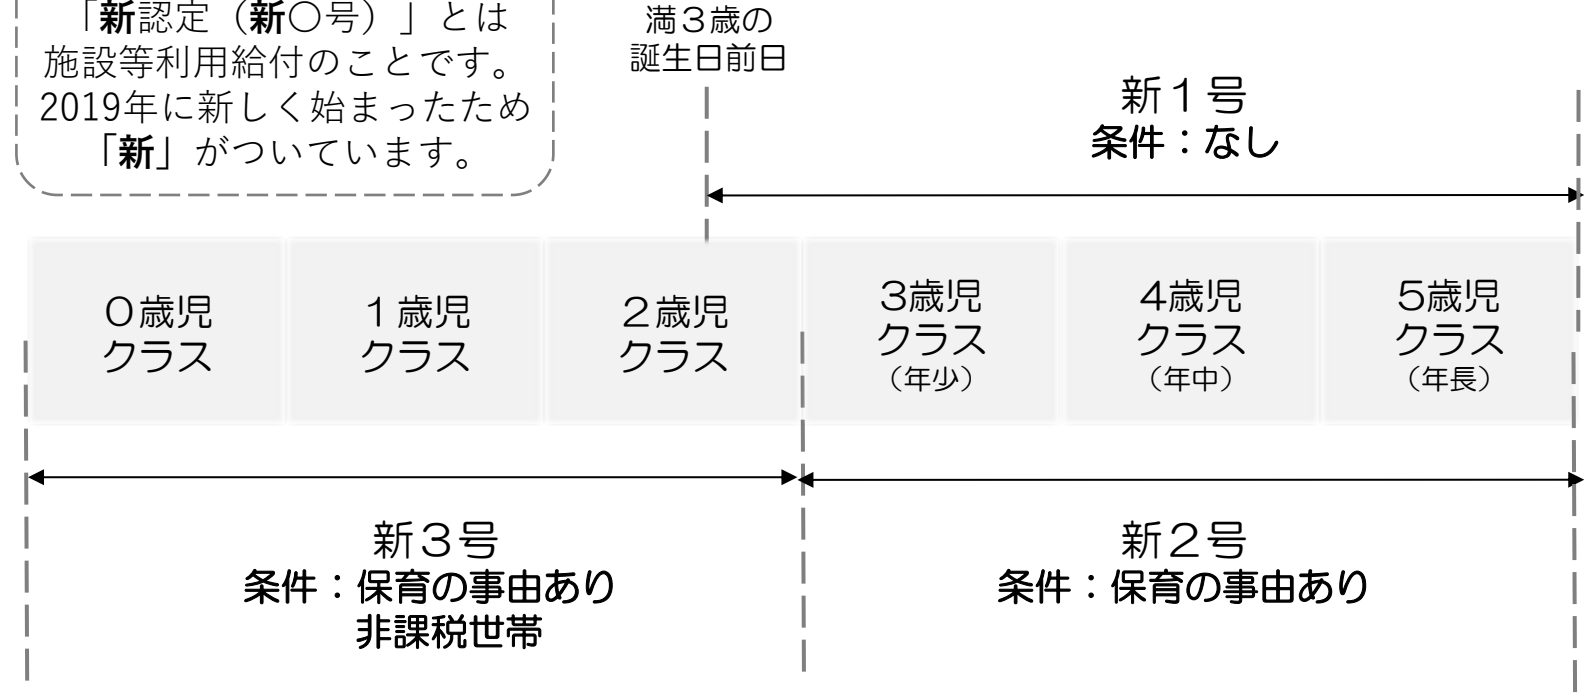 「新認定（新〇号）」とは
施設等利用給付のことです。
2019年に新しく始まったため
「新」がついています。
満３歳の
誕生日前日
新１号
条件：なし
０歳児
クラス
１歳児
クラス
２歳児
クラス
３歳児
クラス
（年少）
４歳児
クラス
（年中）
５歳児
クラス
（年長）
新３号
条件：保育の事由あり
非課税世帯
新２号
条件：保育の事由あり